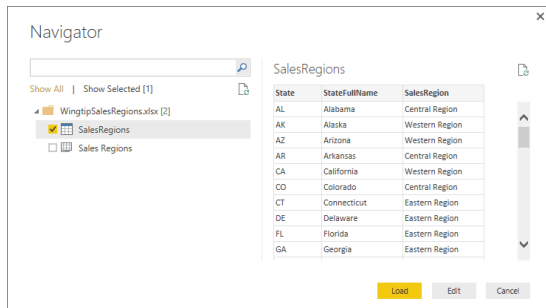 Navigator
Show All | Show Selected [1]
WingtipSalesRegions.xlsx [2]
SalesRegions
Sales Regions
SalesRegions
State StateFullName SalesRegion
AL Alabama Central Region
AK Alaska Western Region
AZ Arizona Western Region
AR Arkansas Central Region
CA California Western Region
CO Colorado Central Region
CT Connecticut Eastern Region
DE Delaware Eastern Region
FL Florida Eastern Region
GA Georgia Eastern Region
Load Edit Cancel